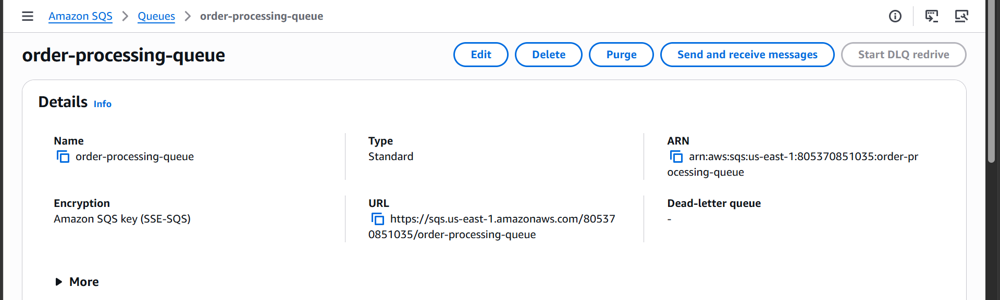 Amazon SQS > Queues > order-processing-queue
order-processing-queue
Edit Delete Purge Send and receive messages Start DLQ redrive
Details Info
Name
order-processing-queue
Type
Standard
ARN
arn:aws:sqs:us-east-1:805370851035:order-pr
ocessing-queue
Encryption
Amazon SQS key (SSE-SQS)
URL
https://sqs.us-east-1.amazonaws.com/80537
0851035/order-processing-queue
Dead-letter queue
-
More